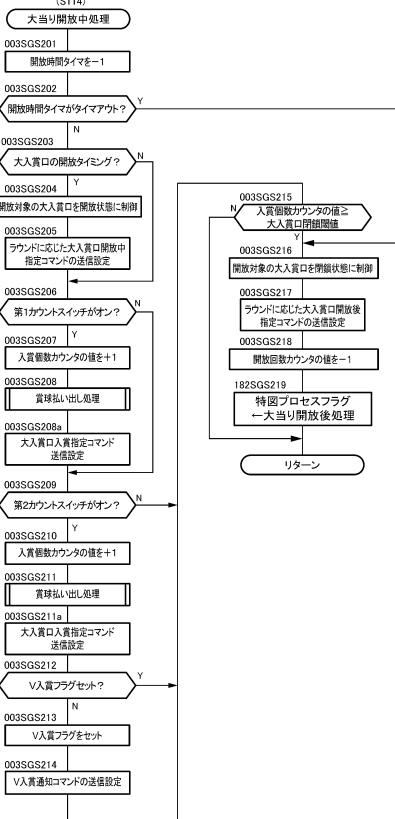 (S114)
大当り開放中処理
003SGS201
開放時間タイマを－1
003SGS202
開放時間タイマがタイマアウト？
Y
N
003SGS203
大入賞口の開放タイミング？
N
Y
003SGS204
開放対象の大入賞口を開放状態に制御
003SGS205
ラウンドに応じた大入賞口開放中
指定コマンドの送信設定
003SGS206
第1カウントスイッチがオン？
N
Y
003SGS207
入賞個数カウンタの値を＋1
003SGS208
賞球払い出し処理
003SGS208a
大入賞口入賞指定コマンド
送信設定
003SGS209
第2カウントスイッチがオン？
N
Y
003SGS210
入賞個数カウンタの値を＋1
003SGS211
賞球払い出し処理
003SGS211a
大入賞口入賞指定コマンド
送信設定
003SGS212
V入賞フラグセット？
Y
N
003SGS213
V入賞フラグをセット
003SGS214
V入賞通知コマンドの送信設定
003SGS215
入賞個数カウンタの値≧
大入賞口閉鎖閾値
N
Y
003SGS216
開放対象の大入賞口を閉鎖状態に制御
003SGS217
ラウンドに応じた大入賞口開放後
指定コマンドの送信設定
003SGS218
開放回数カウンタの値を－1
182SGS219
特図プロセスフラグ
←大当り開放後処理
リターン